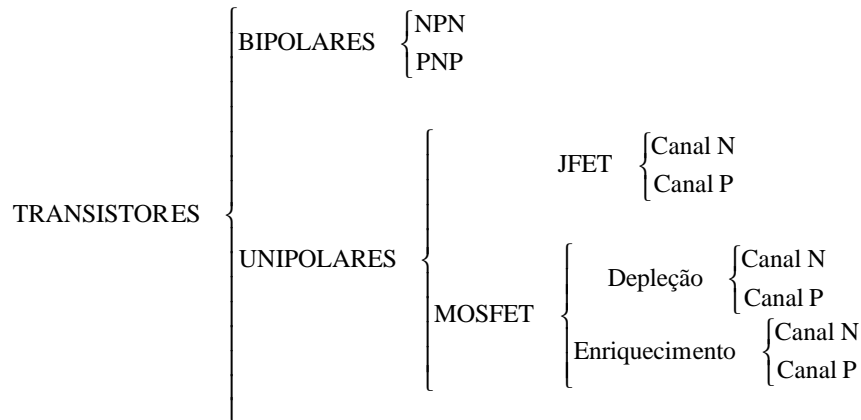 BIPOLARES
NPN
PNP
JFET
Canal N
Canal P
TRANSISTORES
UNIPOLARES
MOSFET
Depleção
Canal N
Canal P
Enriquecimento
Canal N
Canal P